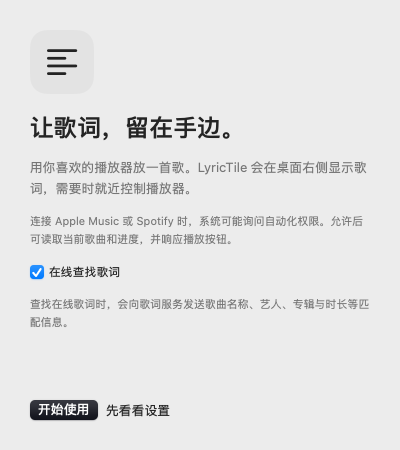 让歌词，留在手边。
用你喜欢的播放器放一首歌。LyricTile 会在桌面右侧显示歌
词，需要时就近控制播放器。
连接 Apple Music 或 Spotify 时，系统可能询问自动化权限。允许后
可读取当前歌曲和进度，并响应播放按钮。
在线查找歌词
查找在线歌词时，会向歌词服务发送歌曲名称、艺人、专辑与时长等匹
配信息。
开始使用 先看看设置